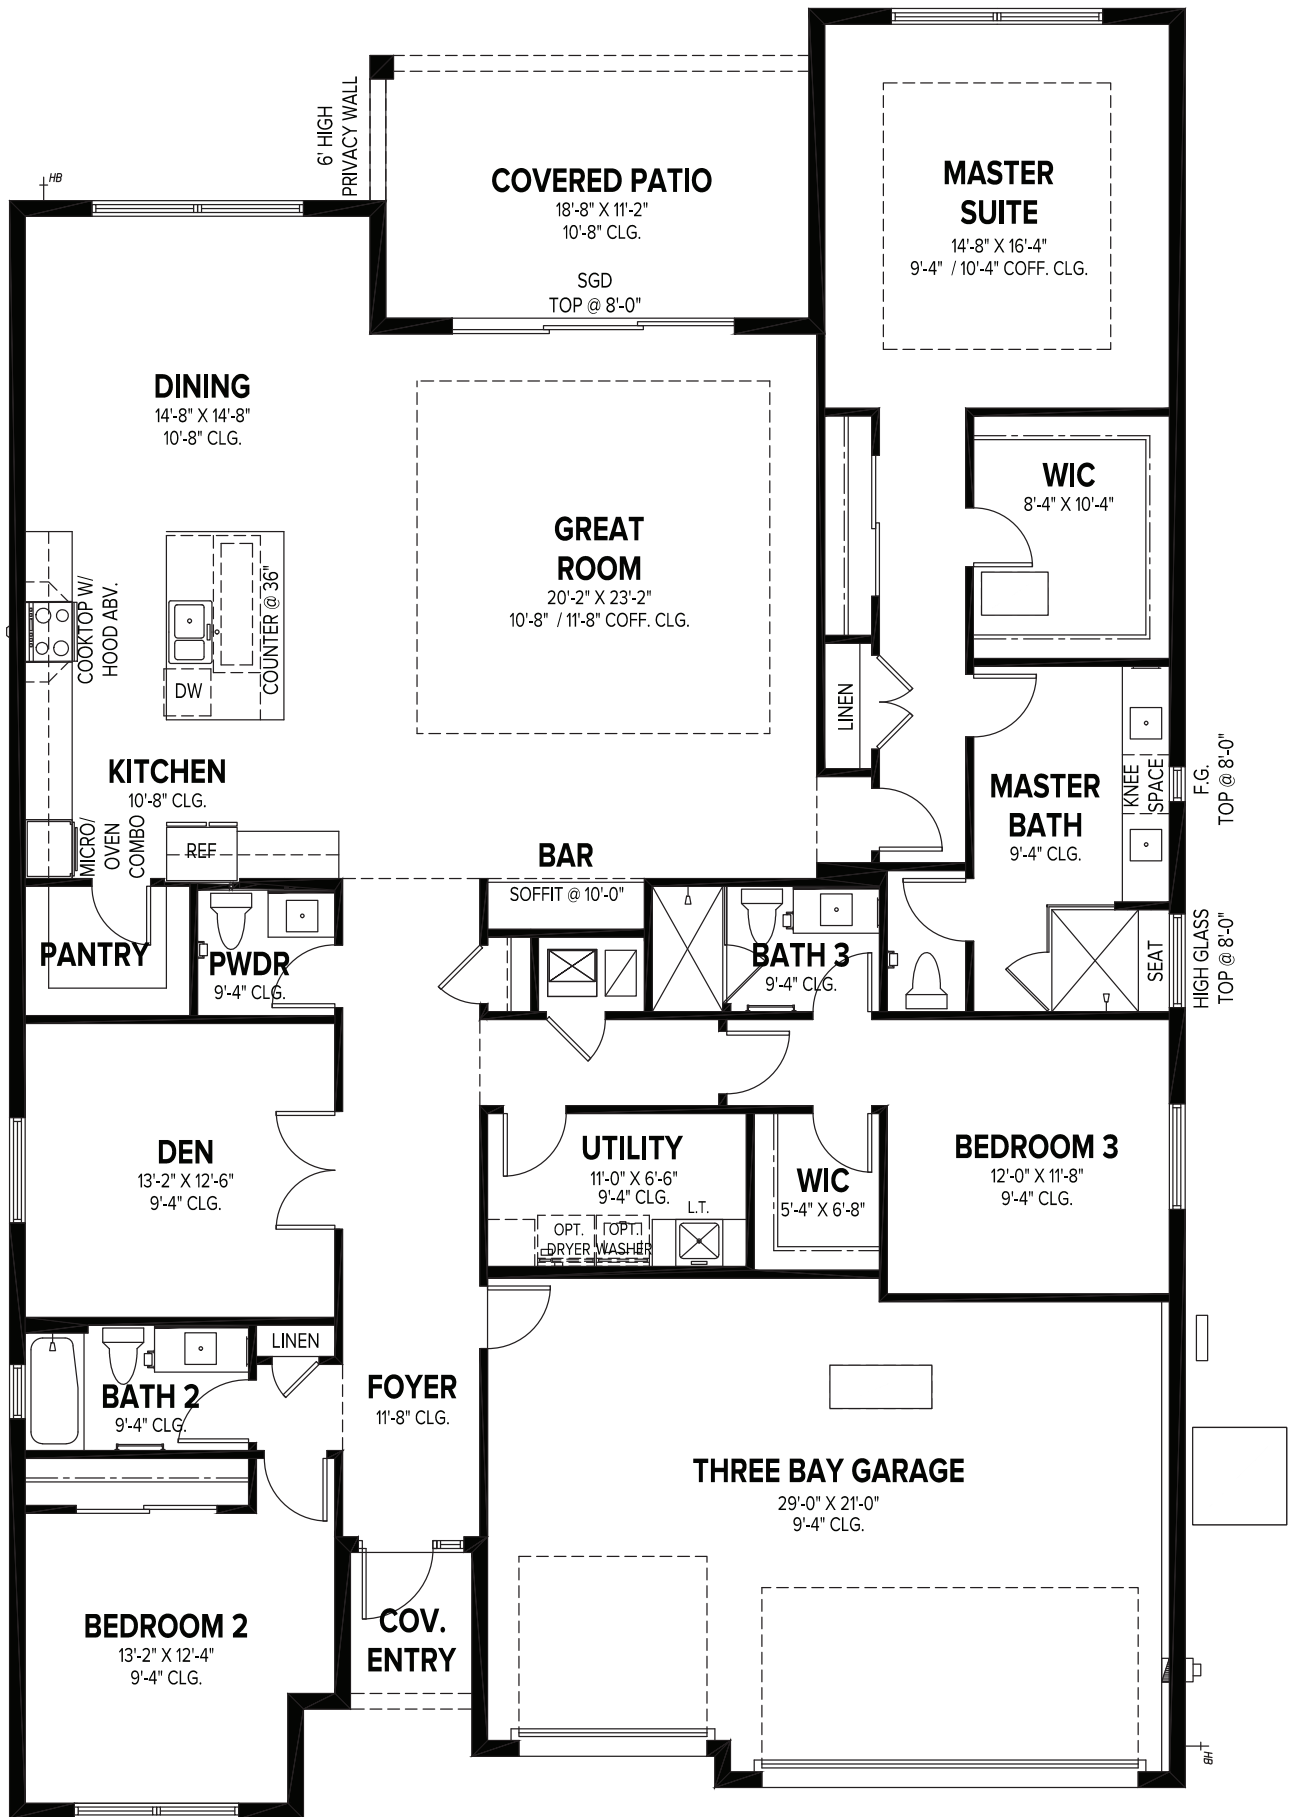 HB
6' HIGH
PRIVACY WALL
COVERED PATIO
18'-8" X 11'-2"
10'-8" CLG.
SGD
TOP @ 8'-0"
MASTER
SUITE
14'-8" X 16'-4"
9'-4" / 10'-4" COFF. CLG.
DINING
14'-8" X 14'-8"
10'-8" CLG.
GREAT
ROOM
20'-2" X 23'-2"
10'-8" / 11'-8" COFF. CLG.
WIC
8'-4" X 10'-4"
COOKTOP W/
HOOD ABV.
COUNTER @ 36"
DW
LINEN
KITCHEN
10'-8" CLG.
MICRO/
OVEN
COMBO
REF
BAR
SOFFIT @ 10'-0"
MASTER
BATH
9'-4" CLG.
KNEE
SPACE
F.G.
TOP @ 8'-0"
PANTRY
PWDR
9'-4" CLG.
BATH 3
9'-4" CLG.
SEAT
HIGH GLASS
TOP @ 8'-0"
DEN
13'-2" X 12'-6"
9'-4" CLG.
UTILITY
11'-0" X 6'-6"
9'-4" CLG.
L.T.
OPT.
DRYER
OPT.
WASHER
WIC
5'-4" X 6'-8"
BEDROOM 3
12'-0" X 11'-8"
9'-4" CLG.
LINEN
BATH 2
9'-4" CLG.
FOYER
11'-8" CLG.
THREE BAY GARAGE
29'-0" X 21'-0"
9'-4" CLG.
BEDROOM 2
13'-2" X 12'-4"
9'-4" CLG.
COV.
ENTRY
HB